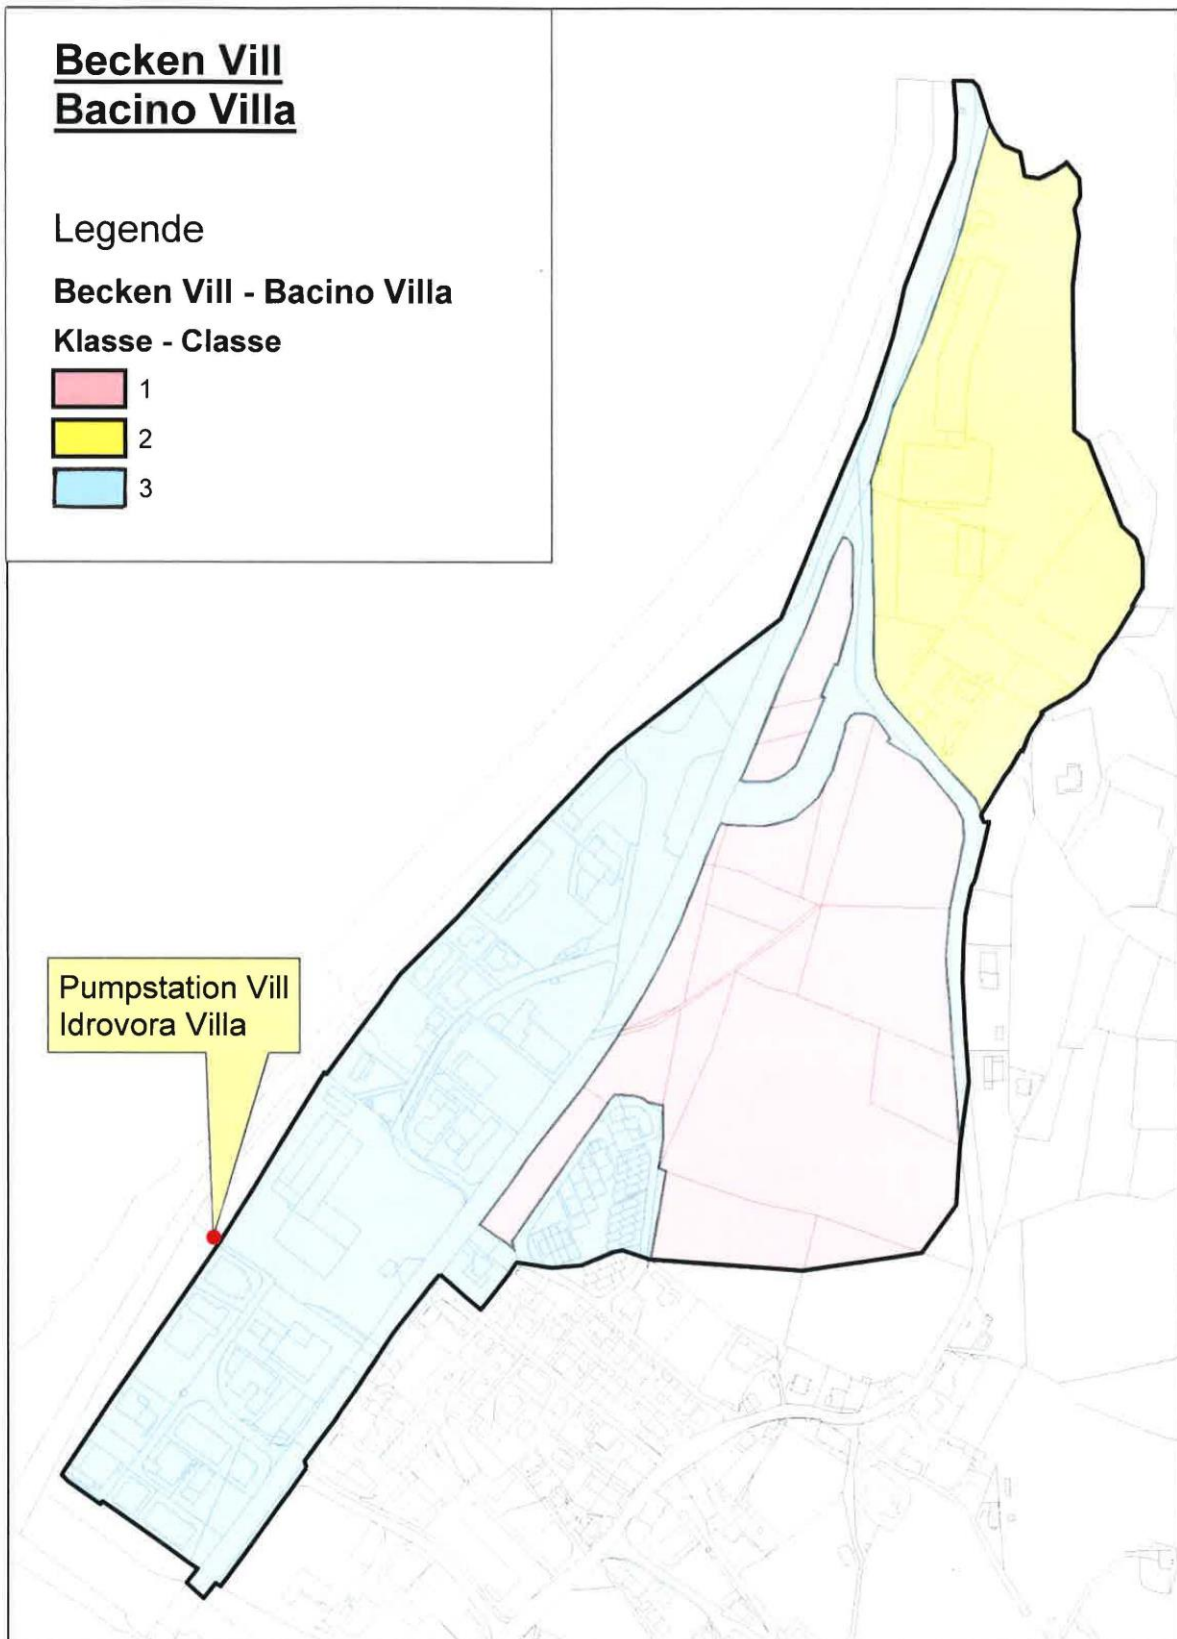 Becken Vill
Bacino Villa
Legende
Becken Vill - Bacino Villa
Klasse - Classe
1
2
3
Pumpstation Vill
Idrovora Villa